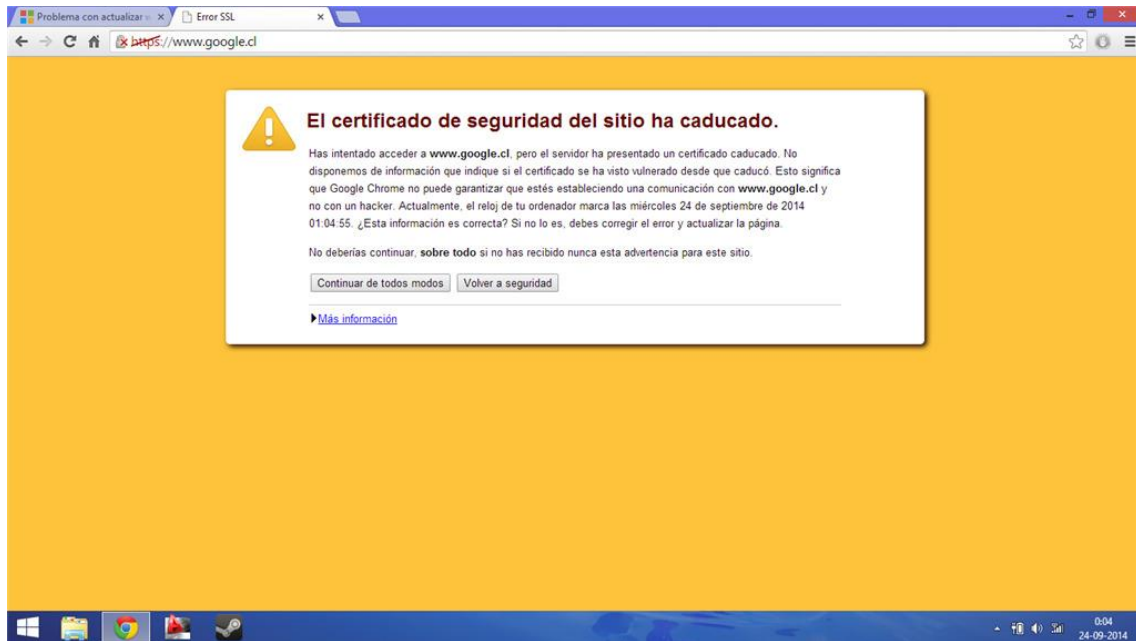 Problema con actualizar
Error SSL
https://www.google.cl
El certificado de seguridad del sitio ha caducado.
Has intentado acceder a www.google.cl, pero el servidor ha presentado un certificado caducado. No
disponemos de información que indique si el certificado se ha visto vulnerado desde que caducó. Esto significa
que Google Chrome no puede garantizar que estés estableciendo una comunicación con www.google.cl y
no con un hacker. Actualmente, el reloj de tu ordenador marca las miércoles 24 de septiembre de 2014
01:04:55. ¿Esta información es correcta? Si no lo es, debes corregir el error y actualizar la página.
No deberías continuar, sobre todo si no has recibido nunca esta advertencia para este sitio.
Continuar de todos modos
Volver a seguridad
Más información
0:04
24-09-2014